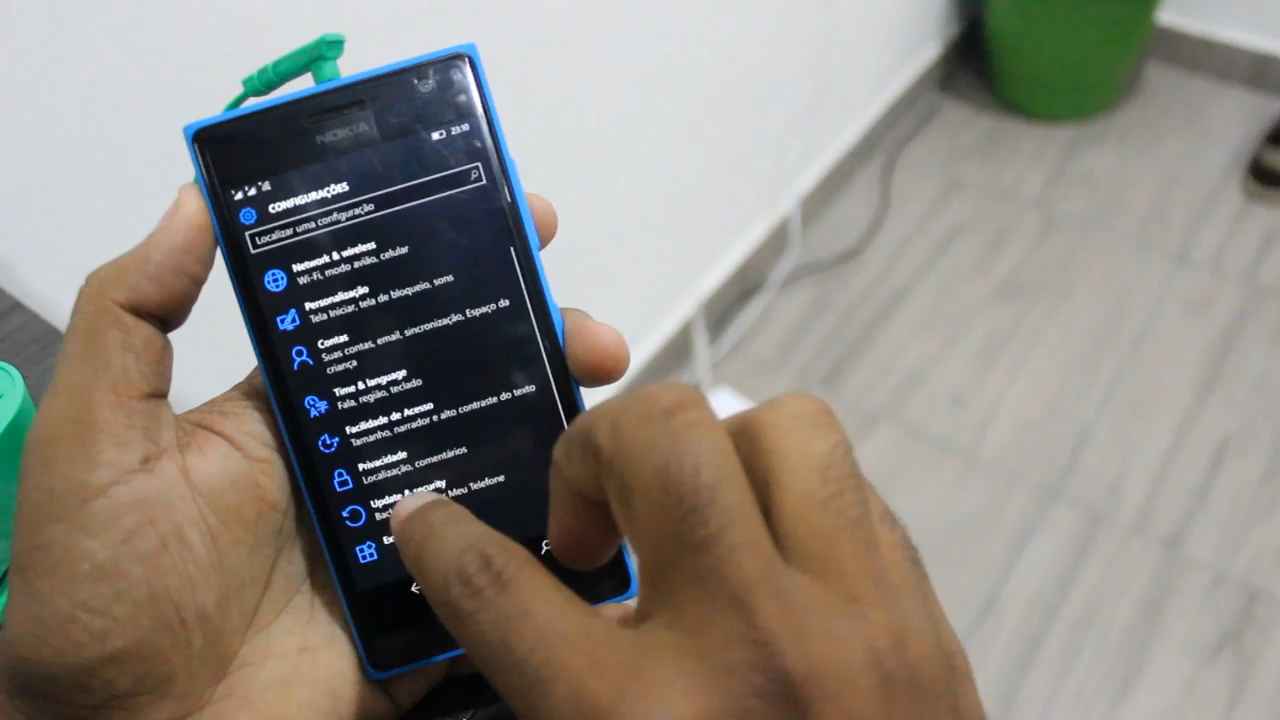 NOKIA
23:10
CONFIGURAÇÕES
Localizar uma configuração
Network & wireless
Wi-Fi, modo avião, celular
Personalização
Tela Iniciar, tela de bloqueio, sons
Contas
Suas contas, email, sincronização, Espaço da
criança
Time & language
Fala, região, teclado
Facilidade de Acesso
Tamanho, narrador e alto contraste do texto
Privacidade
Localização, comentários
Update & security
Meu Telefone